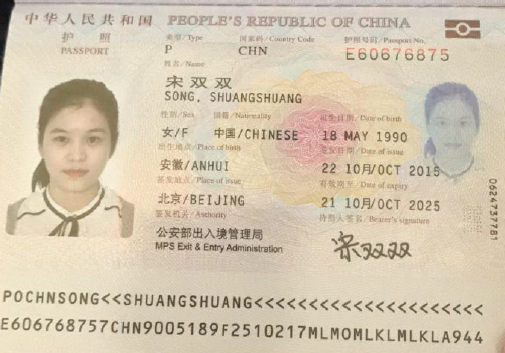 中华人民共和国 PEOPLE'S REPUBLIC OF CHINA
护照 类型/Type 国家码/Country Code 护照号码/Passport No.
PASSPORT P CHN E60676875
姓名/Name
宋双双
SONG, SHUANGSHUANG
性别/Sex 国籍/Nationality 出生日期/Date of birth
女/F 中国/CHINESE 18 MAY 1990
出生地点/Place of birth 签发日期/Date of issue
安徽/ANHUI 22 10月/OCT 2015
签发地点/Place of issue 有效期至/Date of expiry
北京/BEIJING 21 10月/OCT 2025
签发机关/Authority 持照人签名/Bearer's signature
公安部出入境管理局 宋双双
MPS Exit & Entry Administration
0624737781
POCHNSONG<<SHUANGSHUANG<<<<<<<<<<<<<<<<<<<<<
E606768757CHN9005189F2510217MLMOMLKLMLKLA944